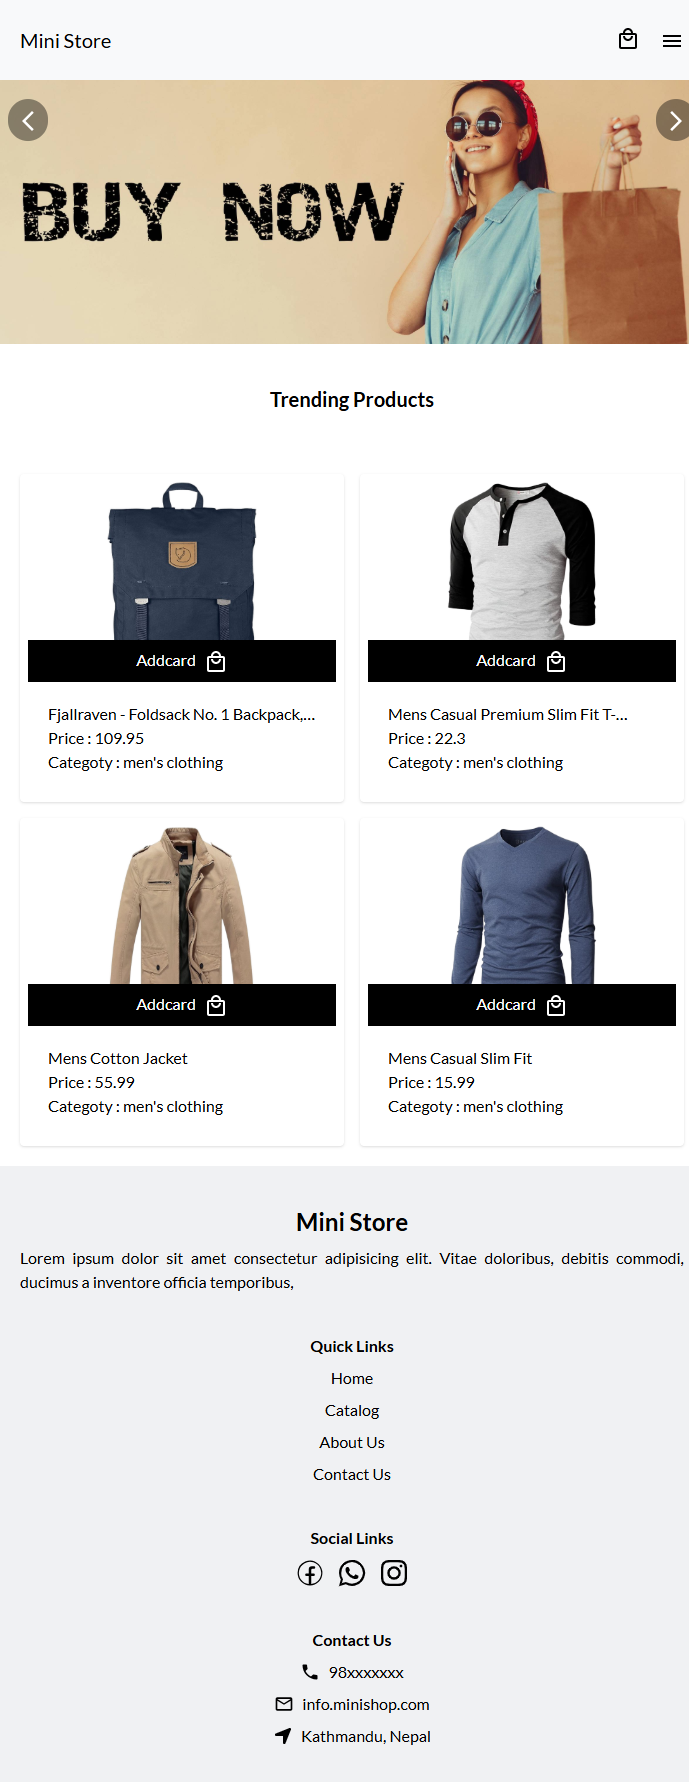 Mini Store
BUY NOW
Trending Products
Addcard
Fjallraven - Foldsack No. 1 Backpack,...
Price : 109.95
Categoty : men's clothing
Addcard
Mens Casual Premium Slim Fit T-...
Price : 22.3
Categoty : men's clothing
Addcard
Mens Cotton Jacket
Price : 55.99
Categoty : men's clothing
Addcard
Mens Casual Slim Fit
Price : 15.99
Categoty : men's clothing
Mini Store
Lorem ipsum dolor sit amet consectetur adipisicing elit. Vitae doloribus, debitis commodi,
ducimus a inventore officia temporibus,
Quick Links
Home
Catalog
About Us
Contact Us
Social Links
Contact Us
98xxxxxxx
info.minishop.com
Kathmandu, Nepal